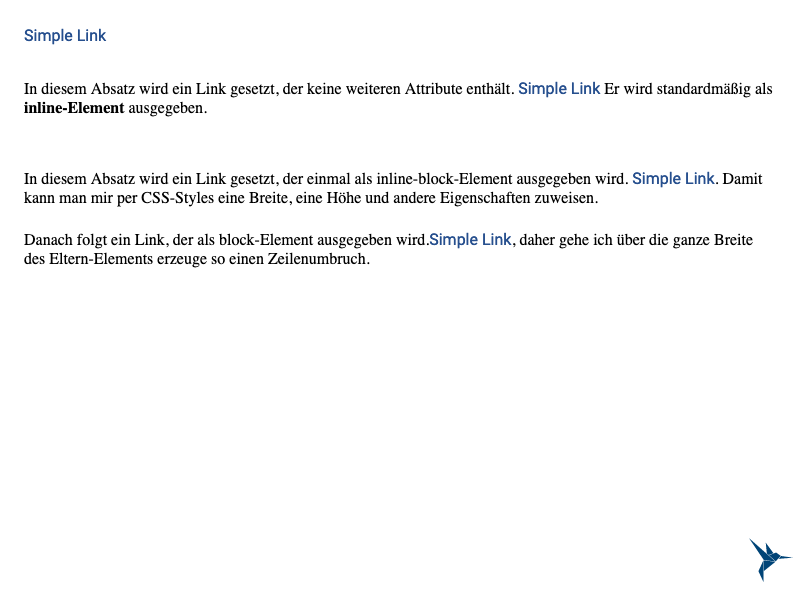 Simple Link
In diesem Absatz wird ein Link gesetzt, der keine weiteren Attribute enthält. Simple Link Er wird standardmäßig als
inline-Element ausgegeben.
In diesem Absatz wird ein Link gesetzt, der einmal als inline-block-Element ausgegeben wird. Simple Link. Damit
kann man mir per CSS-Styles eine Breite, eine Höhe und andere Eigenschaften zuweisen.
Danach folgt ein Link, der als block-Element ausgegeben wird.Simple Link, daher gehe ich über die ganze Breite
des Eltern-Elements erzeuge so einen Zeilenumbruch.